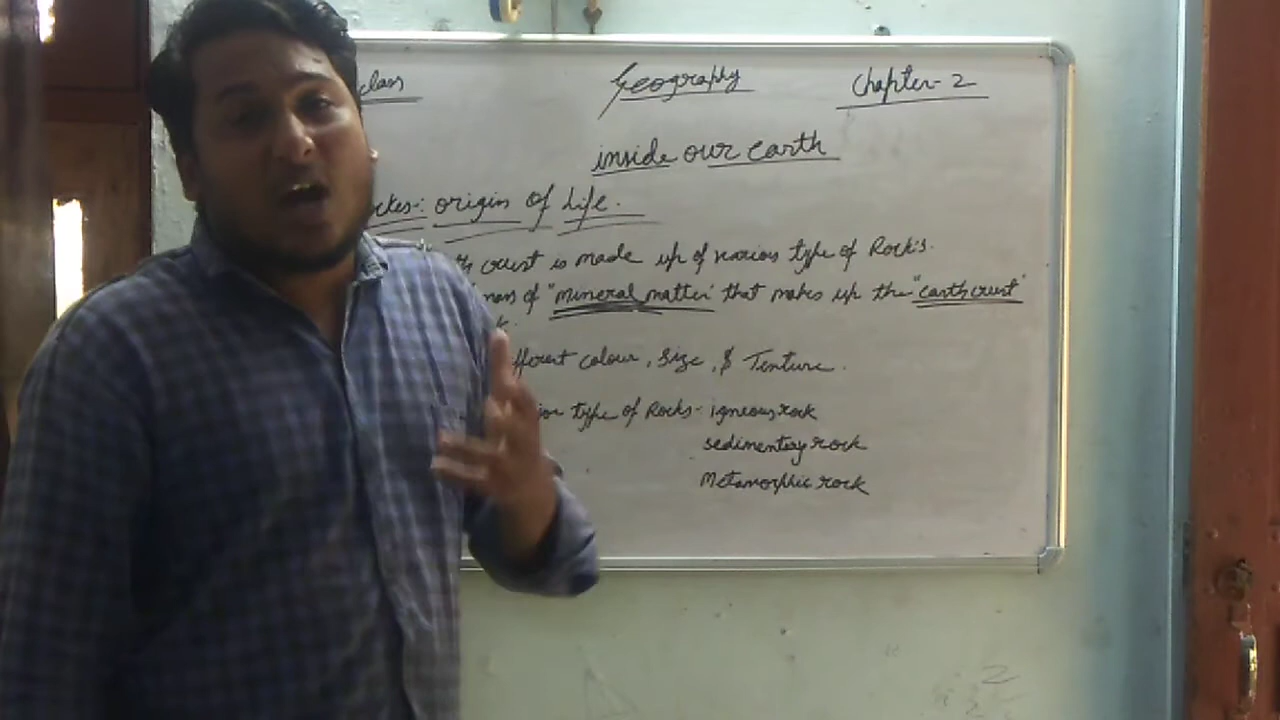 class Geography Chapter-2
inside our earth
origin of Life.
crust is made up of various type of Rock's.
mass of "mineral matter" that makes up the "earth crust"
colour, size, & Texture.
type of Rocks- igneous rock
sedimentary rock
Metamorphic rock